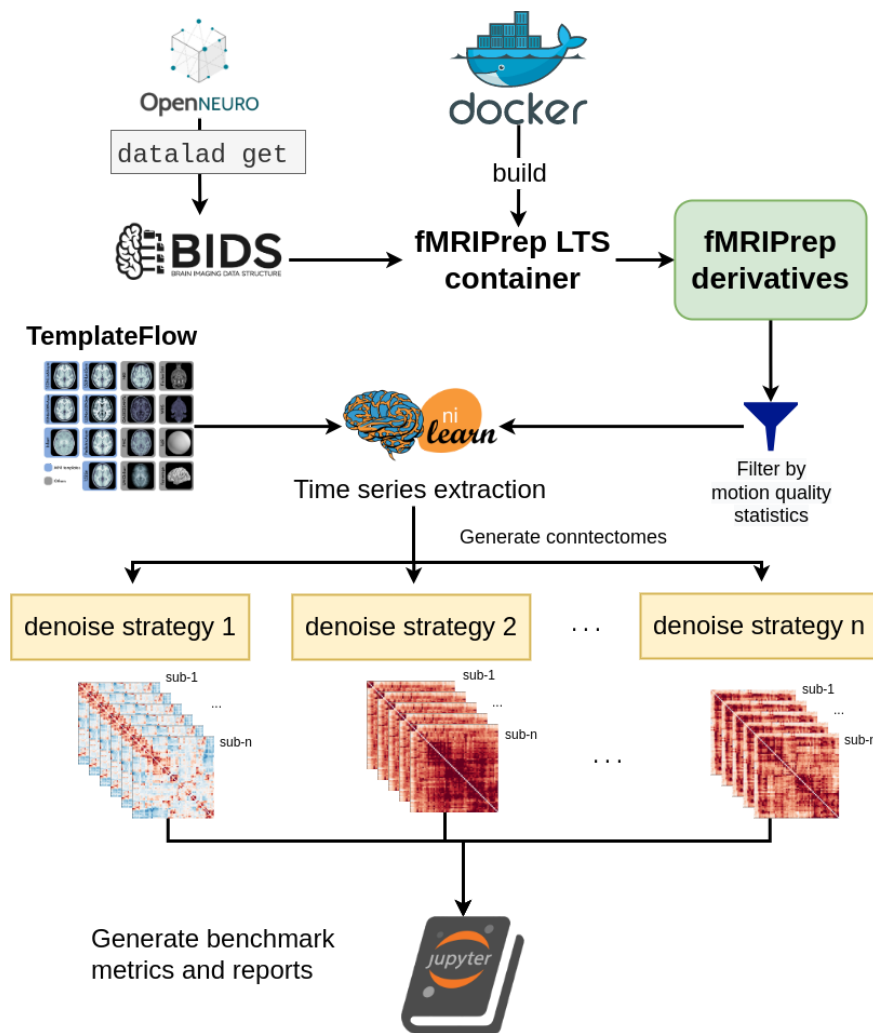 OpenNEURO
docker
datalad get
build
BIDS
BRAIN IMAGING DATA STRUCTURE
fMRIPrep LTS
container
fMRIPrep
derivatives
TemplateFlow
ni
learn
Filter by
motion quality
statistics
Time series extraction
Generate conntectomes
denoise strategy 1
denoise strategy 2
. . .
denoise strategy n
sub-1
...
sub-n
sub-1
...
sub-n
. . .
sub-1
...
sub-n
Generate benchmark
metrics and reports
jupyter